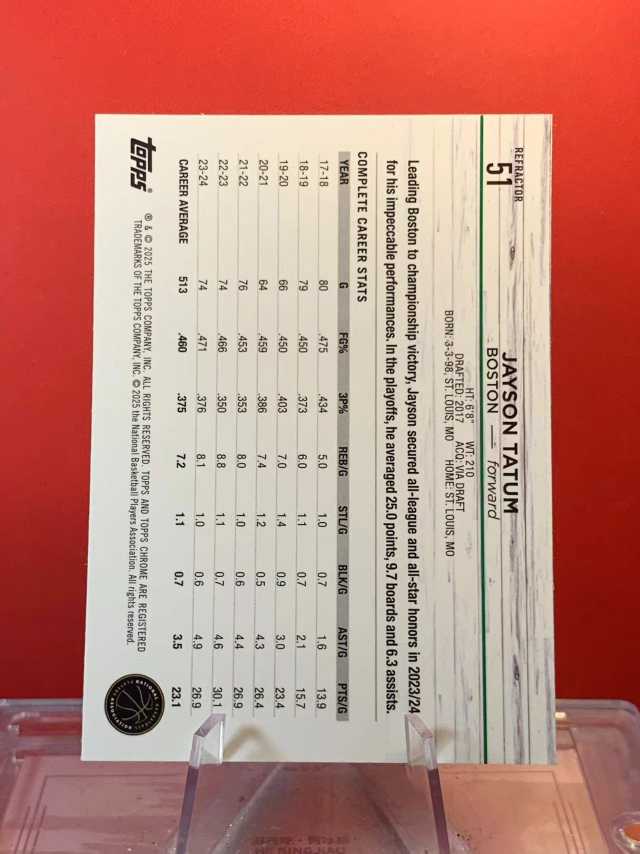 REFRACTOR
51
JAYSON TATUM
BOSTON — forward
HT: 6'8" WT: 210
DRAFTED: 2017 ACQ: VIA DRAFT
BORN: 3-3-98, ST. LOUIS, MO HOME: ST. LOUIS, MO
Leading Boston to championship victory, Jayson secured all-league and all-star honors in 2023/24
for his impeccable performances. In the playoffs, he averaged 25.0 points, 9.7 boards and 6.3 assists.
COMPLETE CAREER STATS
YEAR G FG% 3P% REB/G STL/G BLK/G AST/G PTS/G
17-18 80 .475 .434 5.0 1.0 0.7 1.6 13.9
18-19 79 .450 .373 6.0 1.1 0.7 2.1 15.7
19-20 66 .450 .403 7.0 1.4 0.9 3.0 23.4
20-21 64 .459 .386 7.4 1.2 0.5 4.3 26.4
21-22 76 .453 .353 8.0 1.0 0.6 4.4 26.9
22-23 74 .466 .350 8.8 1.1 0.7 4.6 30.1
23-24 74 .471 .376 8.1 1.0 0.6 4.9 26.9
CAREER AVERAGE 513 .460 .375 7.2 1.1 0.7 3.5 23.1
topps®
® & © 2025 THE TOPPS COMPANY, INC. ALL RIGHTS RESERVED. TOPPS AND TOPPS CHROME ARE REGISTERED
TRADEMARKS OF THE TOPPS COMPANY, INC. © 2025 the National Basketball Players Association. All rights reserved.
NATIONAL BASKETBALL PLAYERS ASSOCIATION